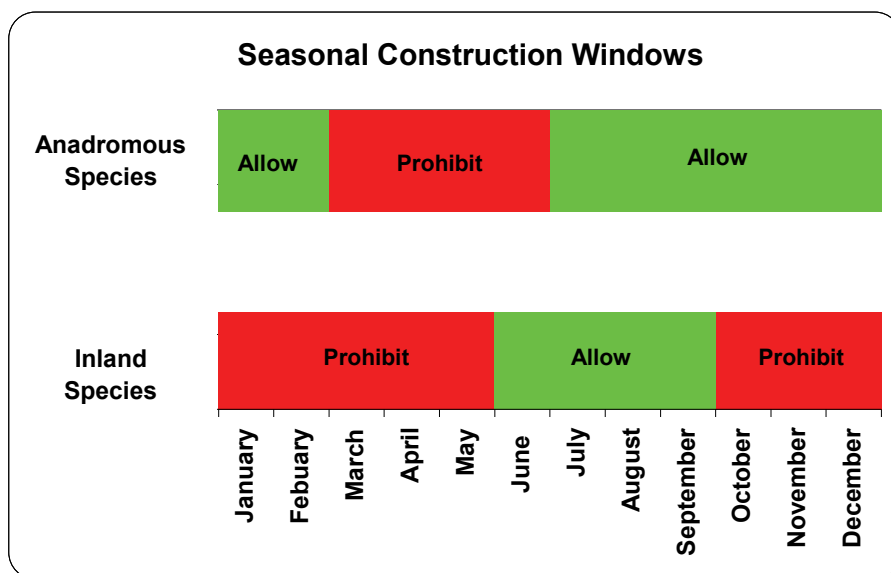 Seasonal Construction Windows
Anadromous
Species
Allow
Prohibit
Allow
Inland
Species
Prohibit
Allow
Prohibit
January
Febuary
March
April
May
June
July
August
September
October
November
December